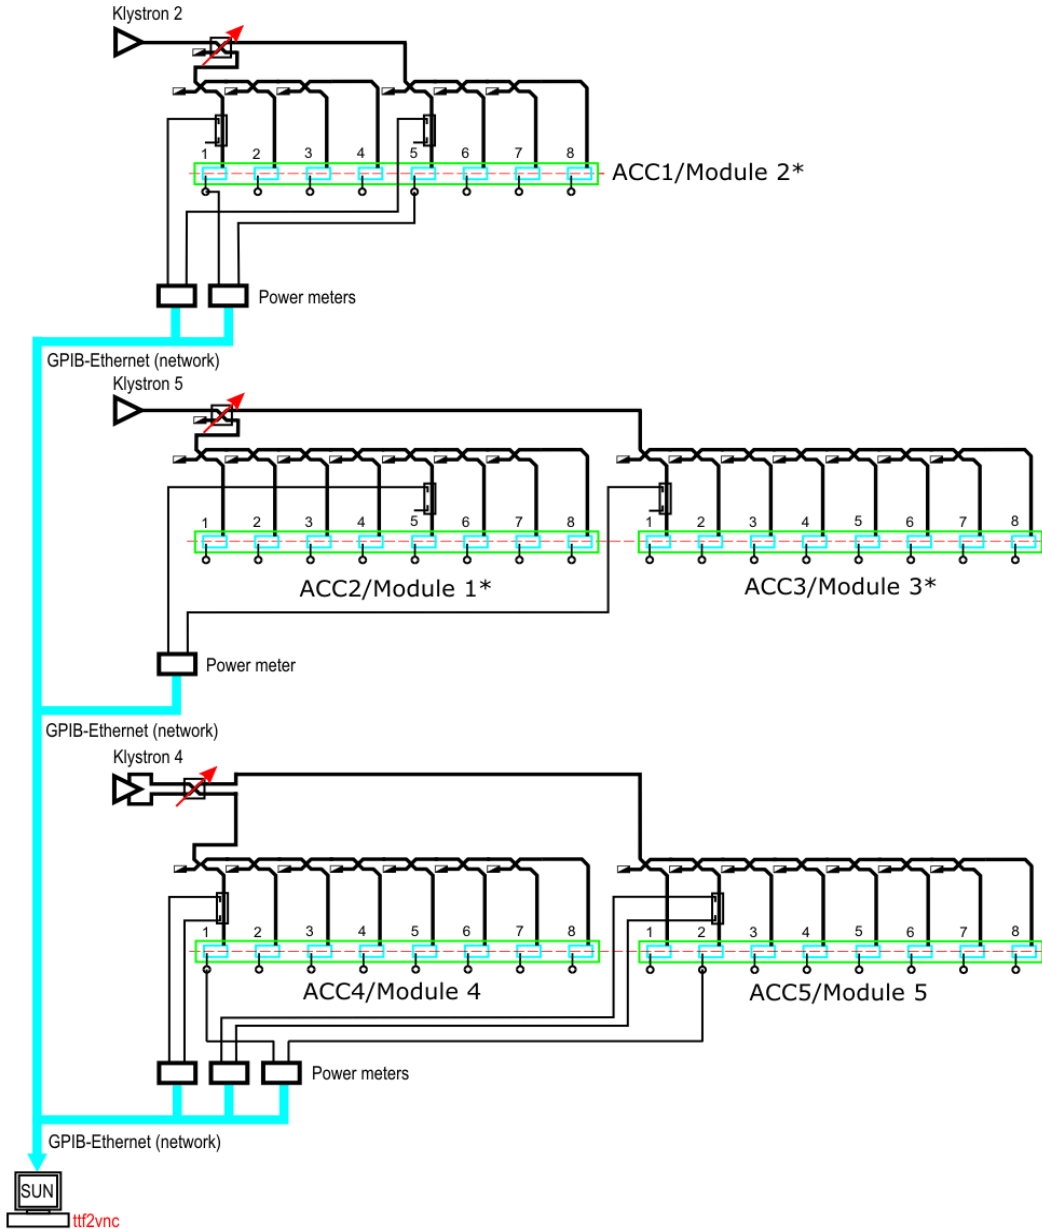 Klystron 2
1 2 3 4 5 6 7 8
ACC1/Module 2*
Power meters
GPIB-Ethernet (network)
Klystron 5
1 2 3 4 5 6 7 8
1 2 3 4 5 6 7 8
ACC2/Module 1*
ACC3/Module 3*
Power meter
GPIB-Ethernet (network)
Klystron 4
1 2 3 4 5 6 7 8
1 2 3 4 5 6 7 8
ACC4/Module 4
ACC5/Module 5
Power meters
GPIB-Ethernet (network)
SUN
ttf2vnc